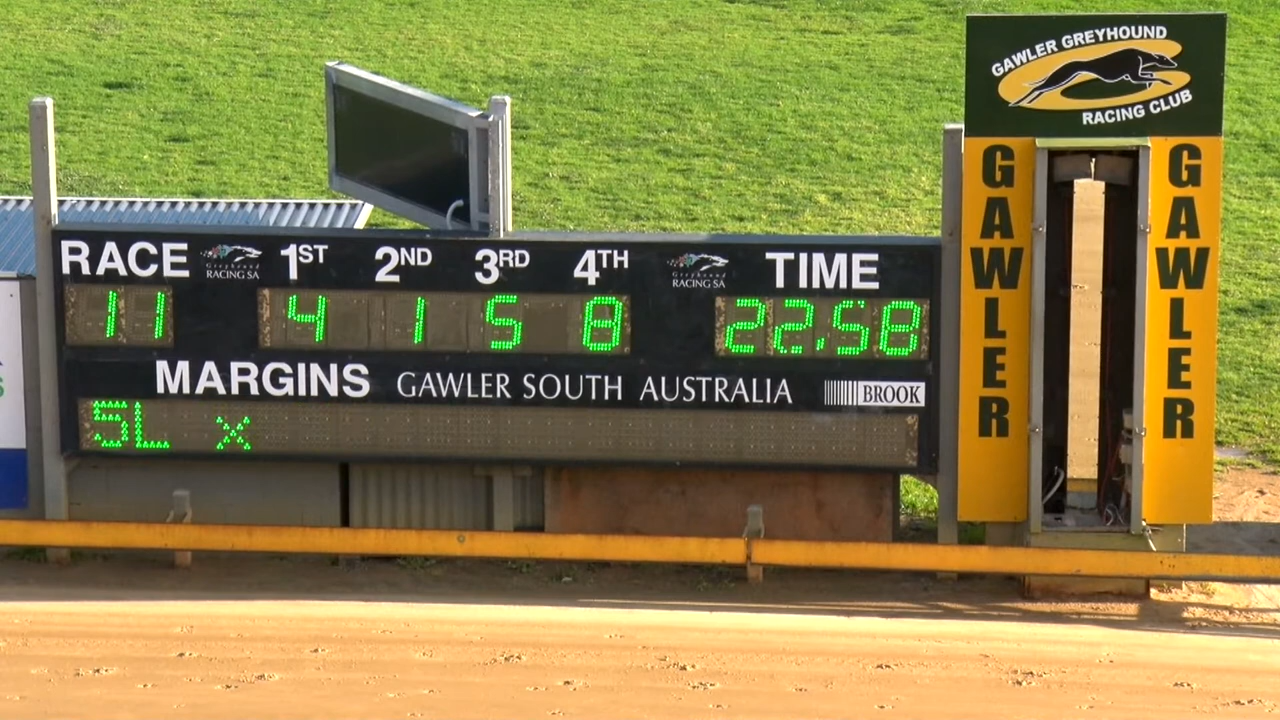 GAWLER GREYHOUND
RACING CLUB
GAWLER
GAWLER
RACE
Greyhound
RACING SA
1ST 2ND 3RD 4TH
Greyhound
RACING SA
TIME
11 4 1 5 8 22.58
MARGINS GAWLER SOUTH AUSTRALIA BROOK
5L x